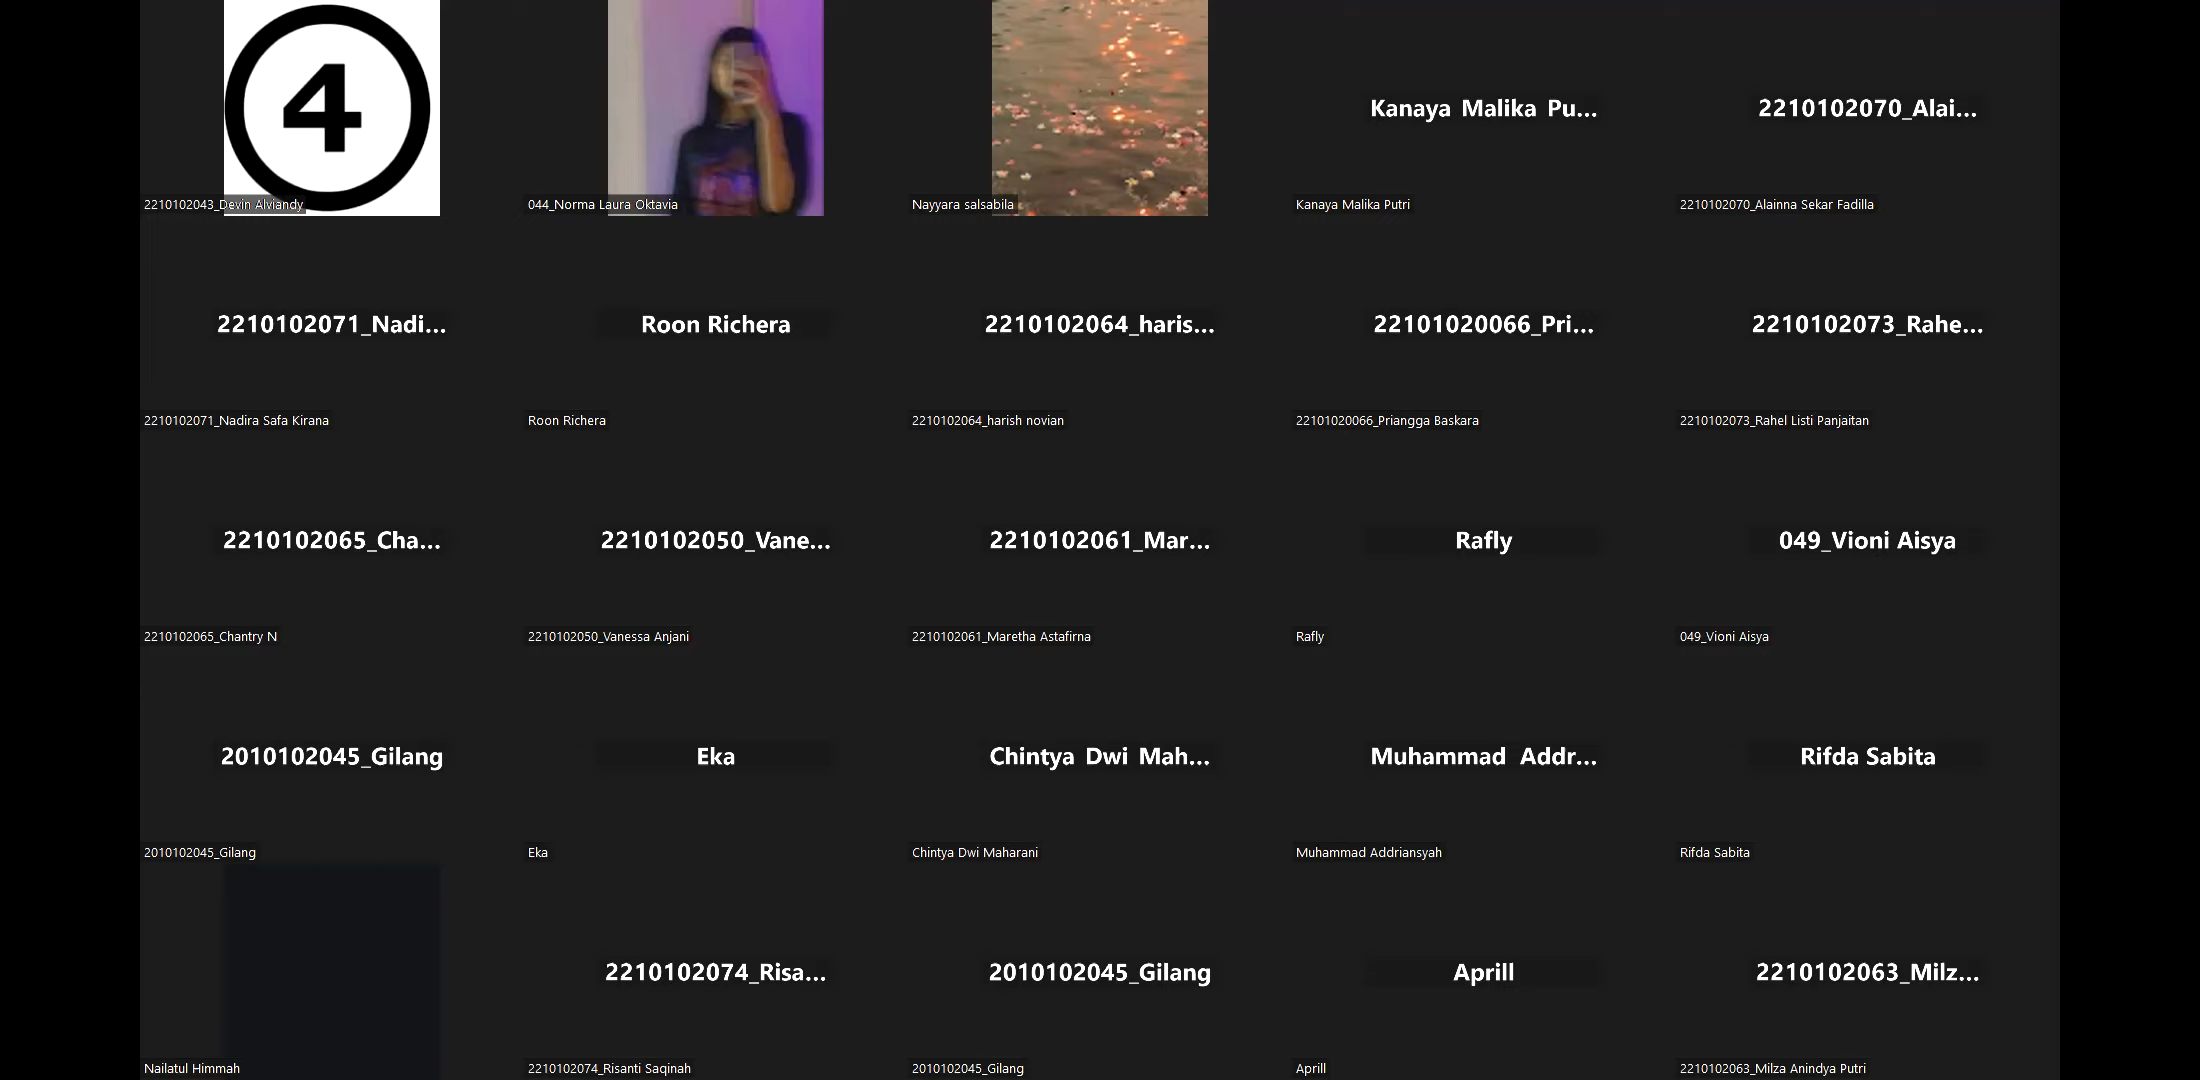 4
2210102043_Devin Alviandy
044_Norma Laura Oktavia
Nayyara salsabila
Kanaya Malika Pu...
Kanaya Malika Putri
2210102070_Alai...
2210102070_Alainna Sekar Fadilla
2210102071_Nadi...
2210102071_Nadira Safa Kirana
Roon Richera
Roon Richera
2210102064_haris...
2210102064_harish novian
22101020066_Pri...
22101020066_Priangga Baskara
2210102073_Rahe...
2210102073_Rahel Listi Panjaitan
2210102065_Cha...
2210102065_Chantry N
2210102050_Vane...
2210102050_Vanessa Anjani
2210102061_Mar...
2210102061_Maretha Astafirna
Rafly
Rafly
049_Vioni Aisya
049_Vioni Aisya
2010102045_Gilang
2010102045_Gilang
Eka
Eka
Chintya Dwi Mah...
Chintya Dwi Maharani
Muhammad Addr...
Muhammad Addriansyah
Rifda Sabita
Rifda Sabita
Nailatul Himmah
2210102074_Risa...
2210102074_Risanti Saqinah
2010102045_Gilang
2010102045_Gilang
Aprill
Aprill
2210102063_Milz...
2210102063_Milza Anindya Putri